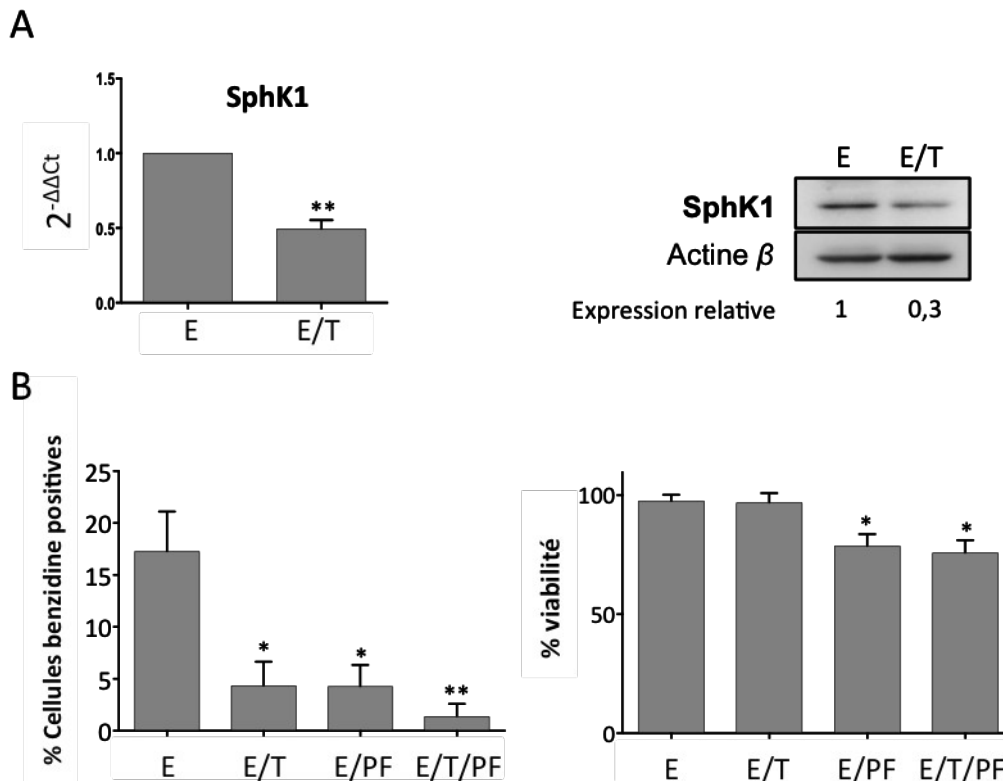 A
SphK1
2^-ΔΔCt
1.5
1.0
0.5
0.0
**
E E/T
E E/T
SphK1
Actine β
Expression relative 1 0,3
B
% Cellules benzidine positives
25
20
15
10
5
0
* * **
E E/T E/PF E/T/PF
% viabilité
100
50
0
* *
E E/T E/PF E/T/PF